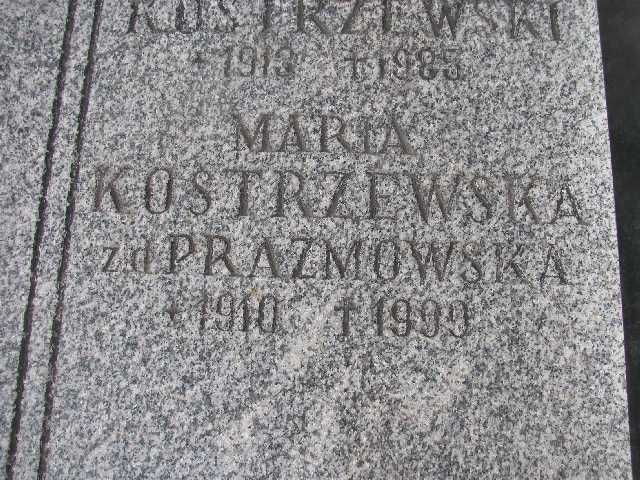 KOSTRZEWSKI
* 1913 † 1985
MARIA
KOSTRZEWSKA
zd PRAZMOWSKA
* 1910 † 1999